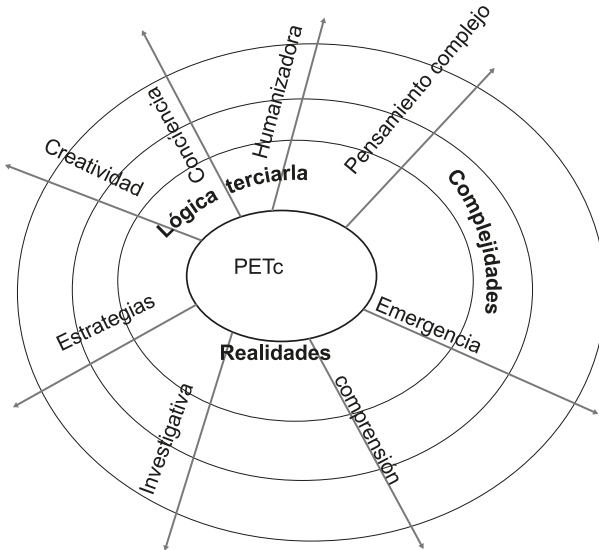 Conciencia
Humanizadora
Pensamiento complejo
Creatividad
Lógica terciarla
Complejidades
PETc
Estrategias
Emergencia
Realidades
Investigativa
comprensión